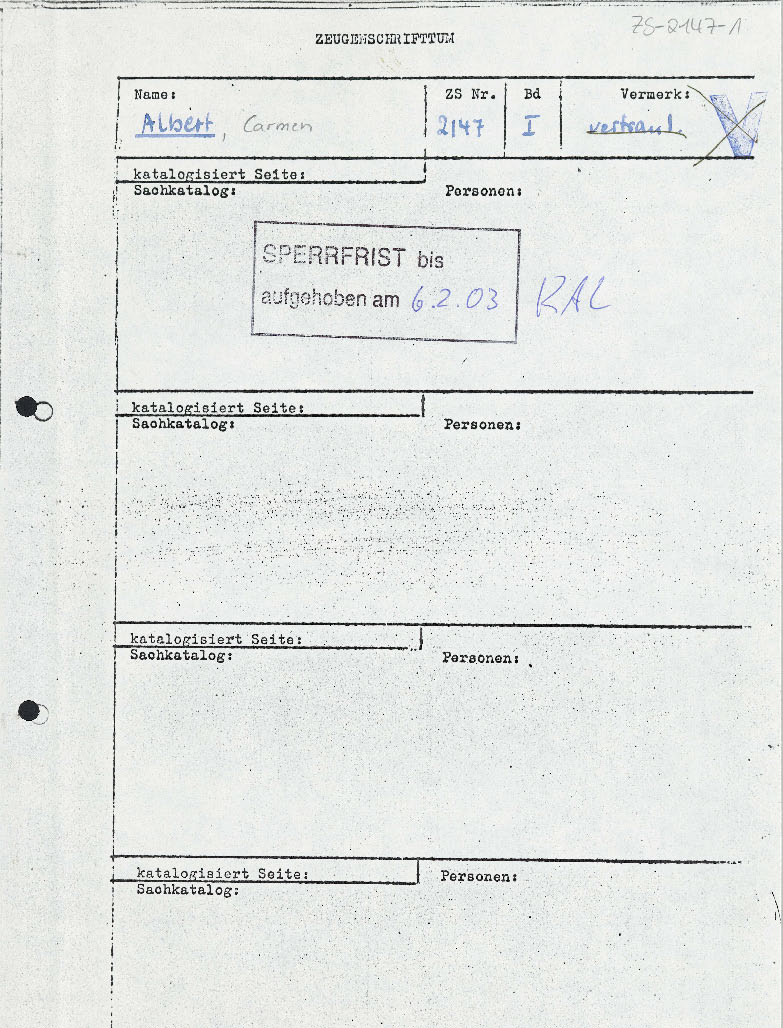 ZS-2147-1
ZEUGENSCHRIFTTUM
Name: ZS Nr. Bd Vermerk:
Albert, Carmen 2147 I vertraul. V
katalogisiert Seite:
Sachkatalog: Personen:
SPERRFRIST bis
aufgehoben am 6.2.03 RAL
katalogisiert Seite:
Sachkatalog: Personen:
katalogisiert Seite:
Sachkatalog: Personen:
katalogisiert Seite:
Sachkatalog: Personen: